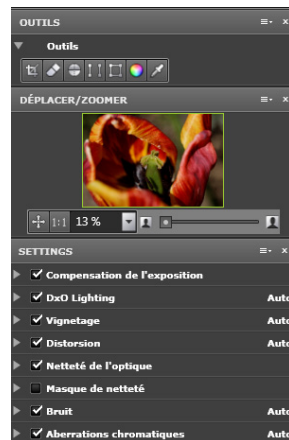 OUTILS
Outils
DÉPLACER/ZOOMER
1:1 13 %
SETTINGS
Compensation de l'exposition
DxO Lighting Auto
Vignetage Auto
Distorsion Auto
Netteté de l'optique
Masque de netteté
Bruit Auto
Aberrations chromatiques Auto